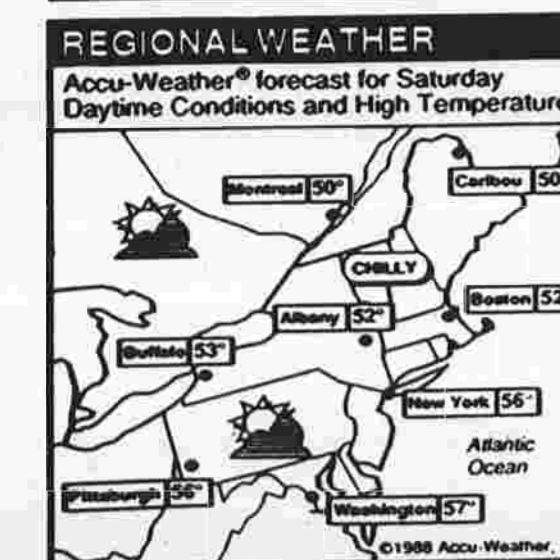 REGIONAL WEATHER
Accu-Weather® forecast for Saturday
Daytime Conditions and High Temperature
Montreal 50°
Caribou 50
CHILLY
Boston 52
Albany 52°
Buffalo 53°
New York 56°
Atlantic
Ocean
Pittsburgh 56°
Washington 57°
©1988 Accu-Weather,